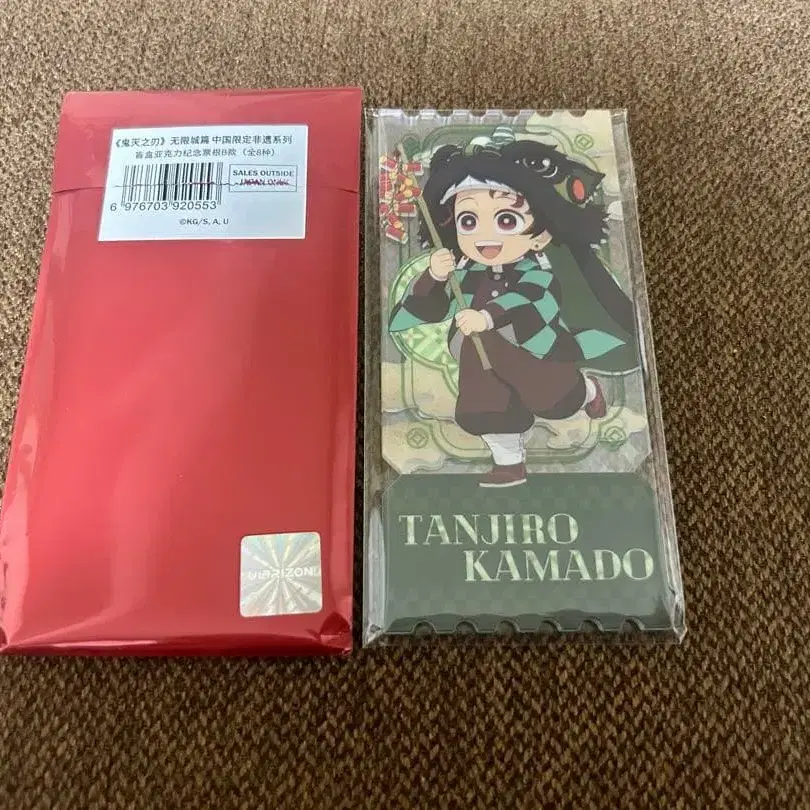 《鬼灭之刃》无限城篇 中国限定非遗系列
盲盒亚克力纪念票根B款（全8种）
SALES OUTSIDE
JAPAN ONLY
6 976703 920553
©KG/S, A, U
TANJIRO
KAMADO